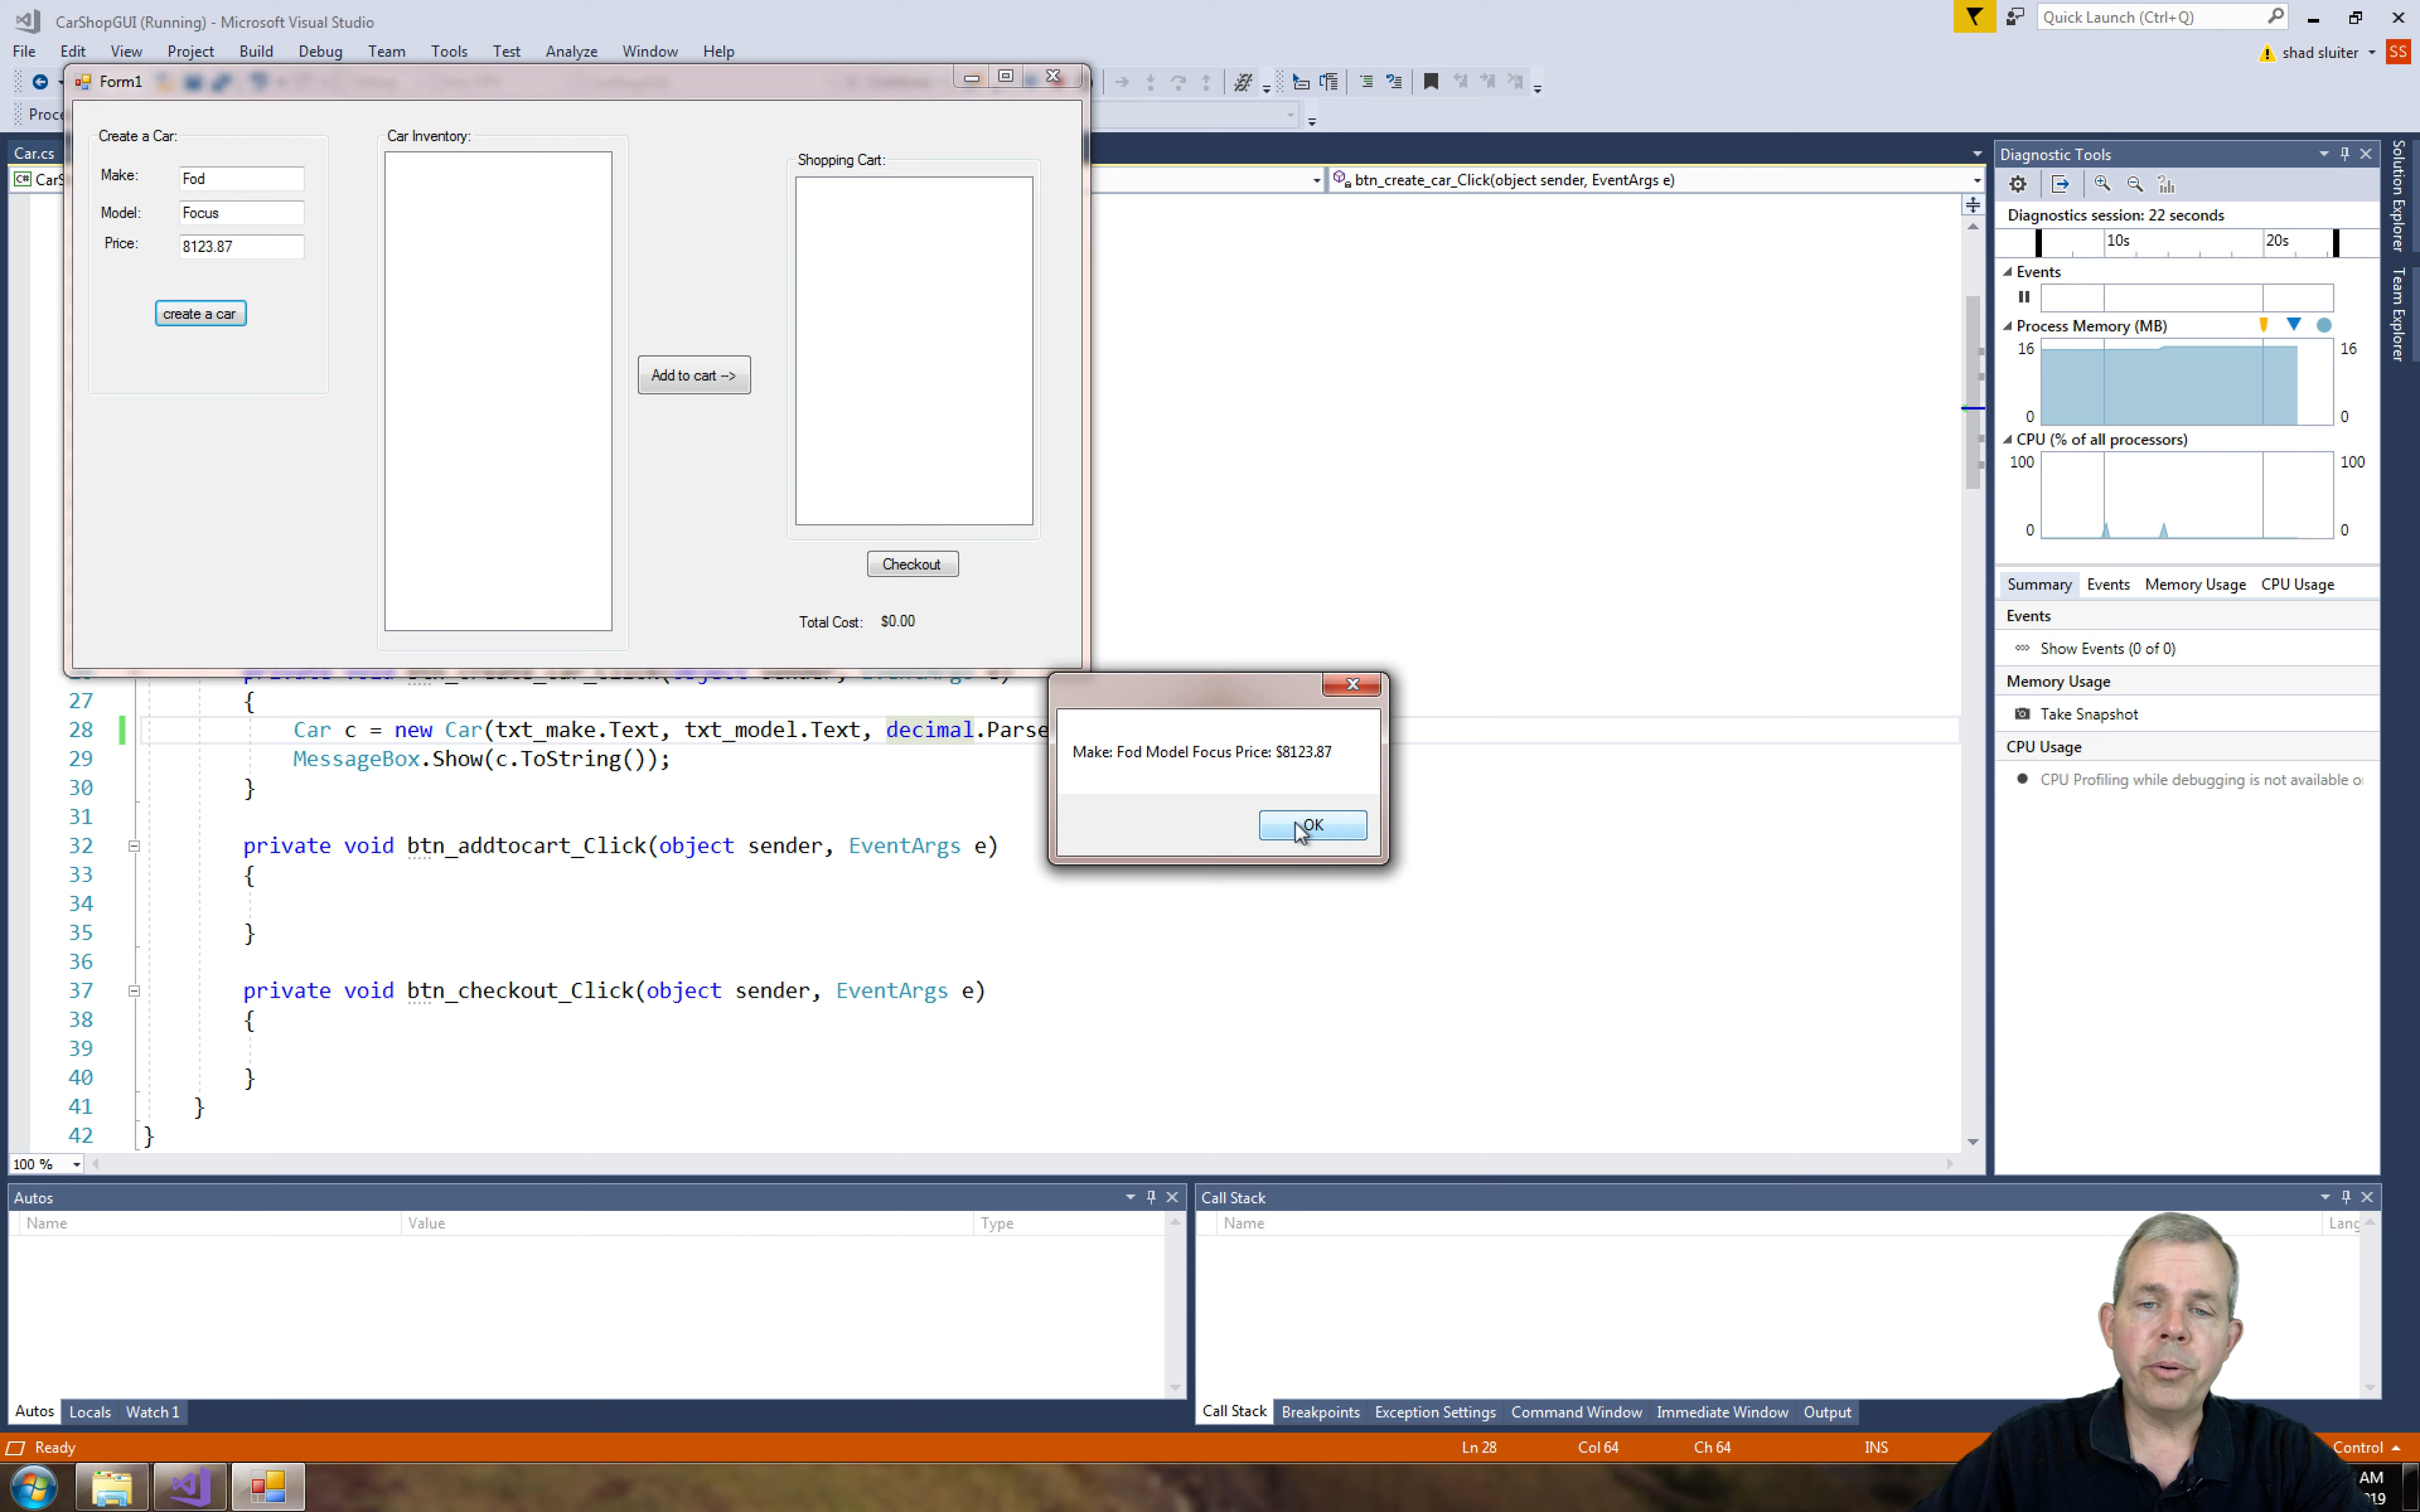 CarShopGUI (Running) - Microsoft Visual Studio
Quick Launch (Ctrl+Q)
File Edit View Project Build Debug Team Tools Test Analyze Window Help
shad sluiter SS
Form1
Proce
Car.cs
btn_create_car_Click(object sender, EventArgs e)
Create a Car:
Make: Fod
Model: Focus
Price: 8123.87
create a car
Car Inventory:
Add to cart -->
Shopping Cart:
Checkout
Total Cost: $0.00
Diagnostic Tools
Diagnostics session: 22 seconds
10s 20s
Events
Process Memory (MB)
16 16
0 0
CPU (% of all processors)
100 100
0 0
Summary Events Memory Usage CPU Usage
Events
Show Events (0 of 0)
Memory Usage
Take Snapshot
CPU Usage
CPU Profiling while debugging is not available o
Solution Explorer
Team Explorer
27 {
28 Car c = new Car(txt_make.Text, txt_model.Text, decimal.Parse
29 MessageBox.Show(c.ToString());
30 }
31
32 private void btn_addtocart_Click(object sender, EventArgs e)
33 {
34
35 }
36
37 private void btn_checkout_Click(object sender, EventArgs e)
38 {
39
40 }
41 }
42 }
Make: Fod Model Focus Price: $8123.87
OK
100 %
Autos
Name Value Type
Autos Locals Watch 1
Call Stack
Name Lang
Call Stack Breakpoints Exception Settings Command Window Immediate Window Output
Ready Ln 28 Col 64 Ch 64 INS Control
AM